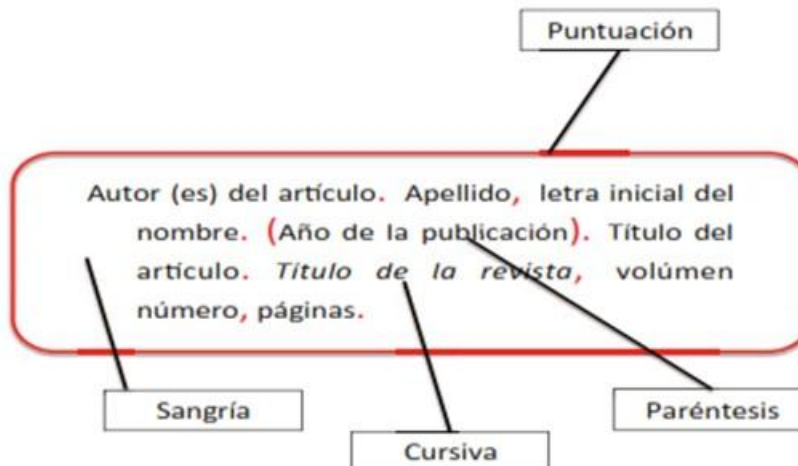 Puntuación
Autor (es) del artículo. Apellido, letra inicial del
nombre. (Año de la publicación). Título del
artículo. Título de la revista, volúmen
número, páginas.
Sangría
Paréntesis
Cursiva